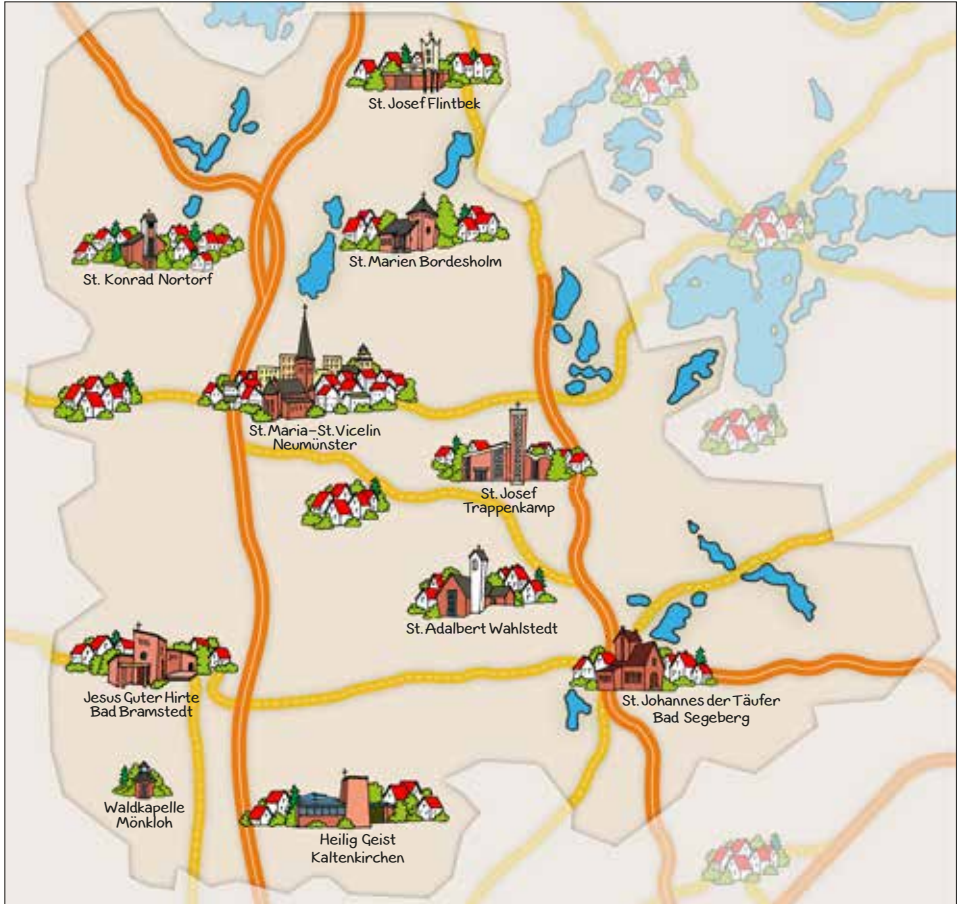 St. Josef Flintbek
St. Marien Bordesholm
St. Konrad Nortorf
St. Maria-St. Vicelin
Neumünster
St. Josef
Trappenkamp
St. Adalbert Wahlstedt
Jesus Guter Hirte
Bad Bramstedt
St. Johannes der Täufer
Bad Segeberg
Waldkapelle
Mönkloh
Heilig Geist
Kaltenkirchen